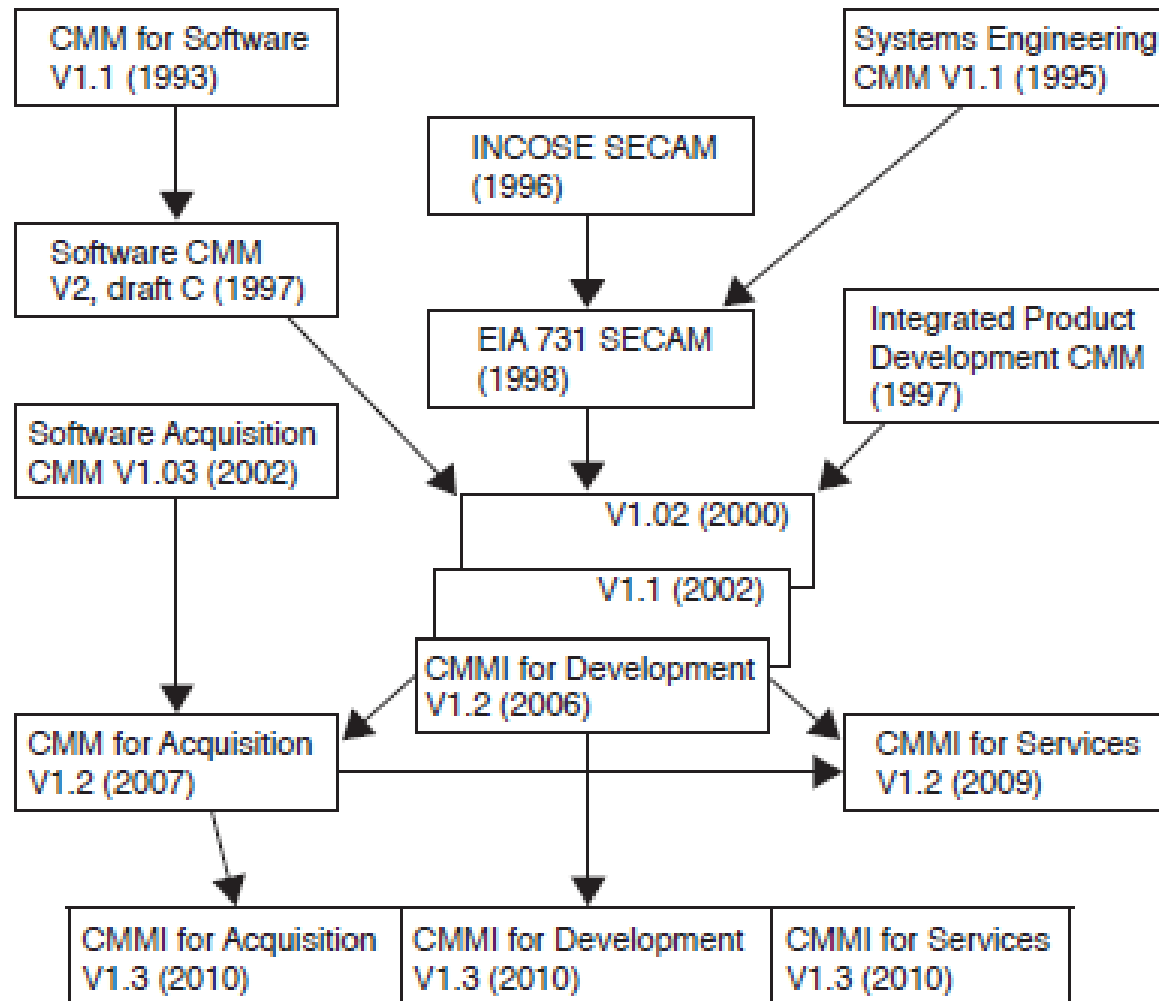 CMM for Software
V1.1 (1993)
Systems Engineering
CMM V1.1 (1995)
INCOSE SECAM
(1996)
Software CMM
V2, draft C (1997)
EIA 731 SECAM
(1998)
Integrated Product
Development CMM
(1997)
Software Acquisition
CMM V1.03 (2002)
V1.02 (2000)
V1.1 (2002)
CMMI for Development
V1.2 (2006)
CMM for Acquisition
V1.2 (2007)
CMMI for Services
V1.2 (2009)
CMMI for Acquisition
V1.3 (2010)
CMMI for Development
V1.3 (2010)
CMMI for Services
V1.3 (2010)